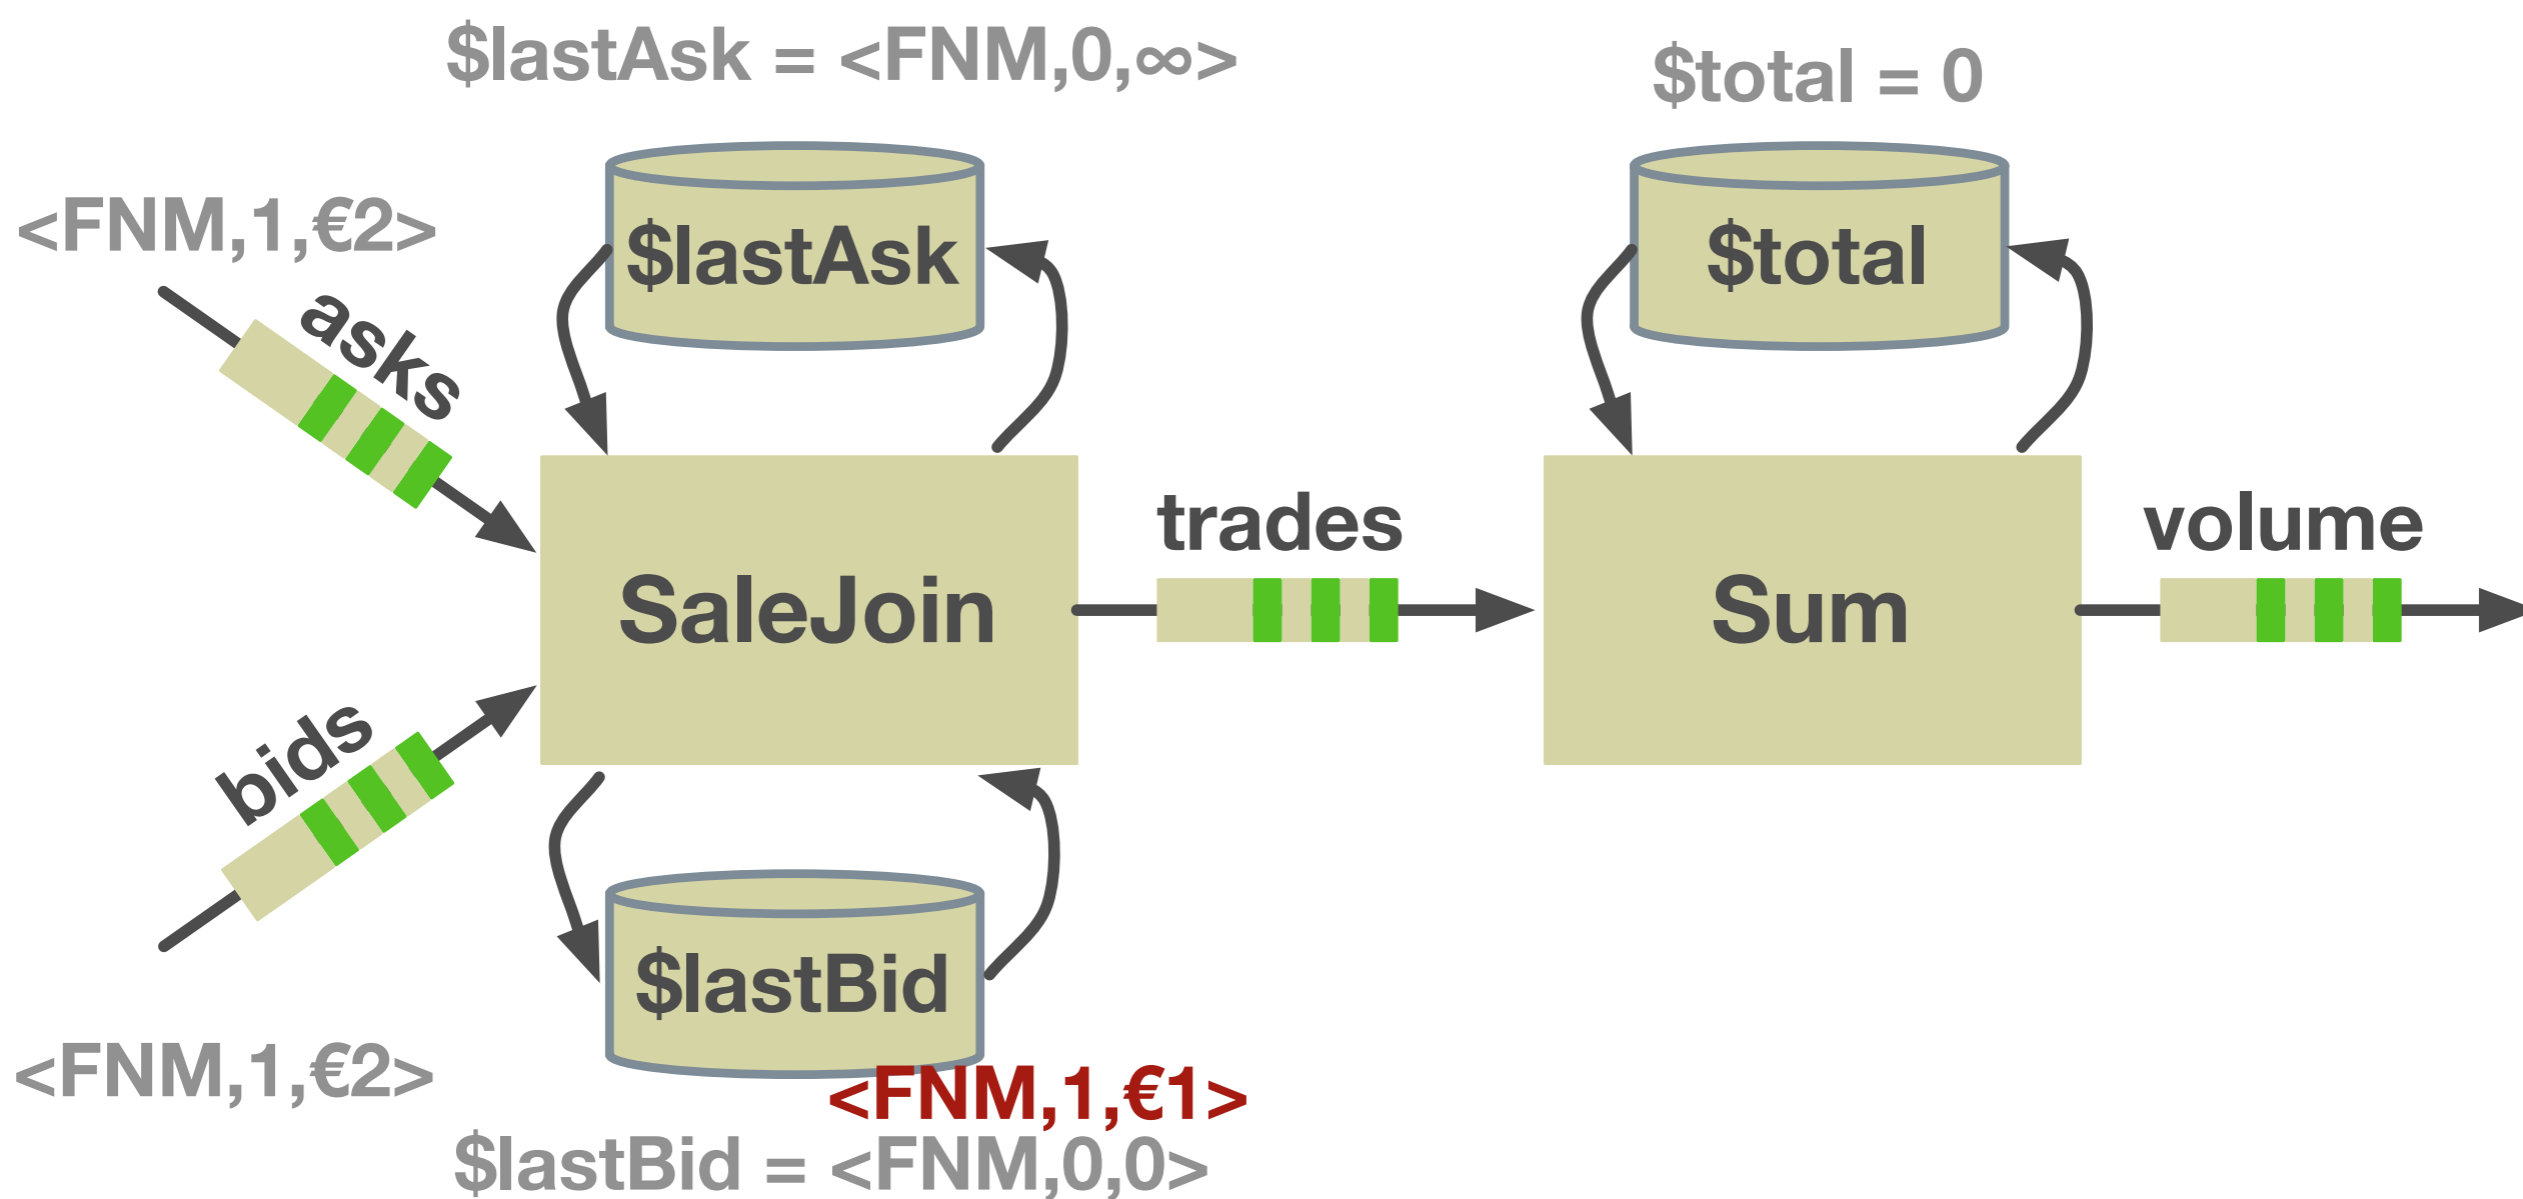 $lastAsk = <FNM,0,∞>
$total = 0
<FNM,1,€2>
$lastAsk
$total
asks
trades
volume
SaleJoin
Sum
bids
$lastBid
<FNM,1,€2>
<FNM,1,€1>
$lastBid = <FNM,0,0>